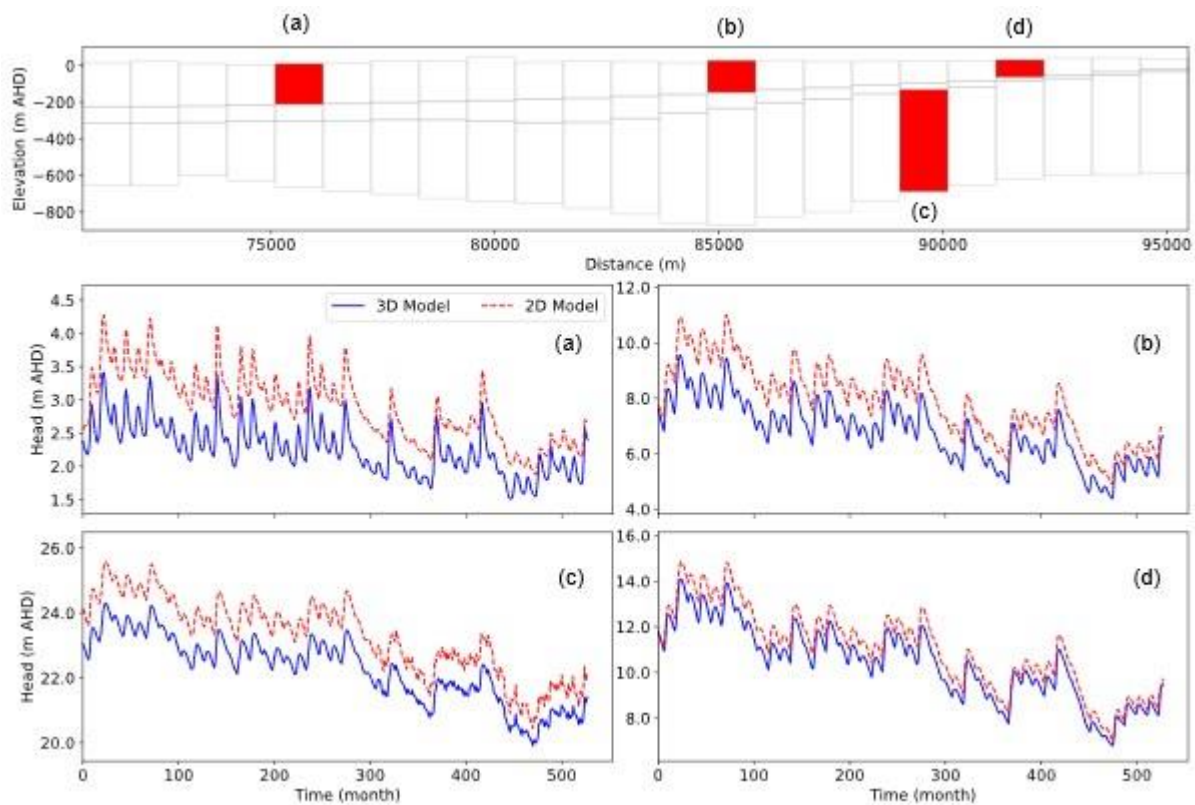 (a) (b) (d)
0
−200
−400
−600
−800
Elevation (m AHD)
(c)
75000 80000 85000 90000 95000
Distance (m)
4.5
4.0
3.5
3.0
2.5
2.0
1.5
Head (m AHD)
3D Model 2D Model
(a)
12.0
10.0
8.0
6.0
4.0
(b)
26.0
24.0
22.0
20.0
Head (m AHD)
(c)
0 100 200 300 400 500
Time (month)
16.0
14.0
12.0
10.0
8.0
(d)
0 100 200 300 400 500
Time (month)